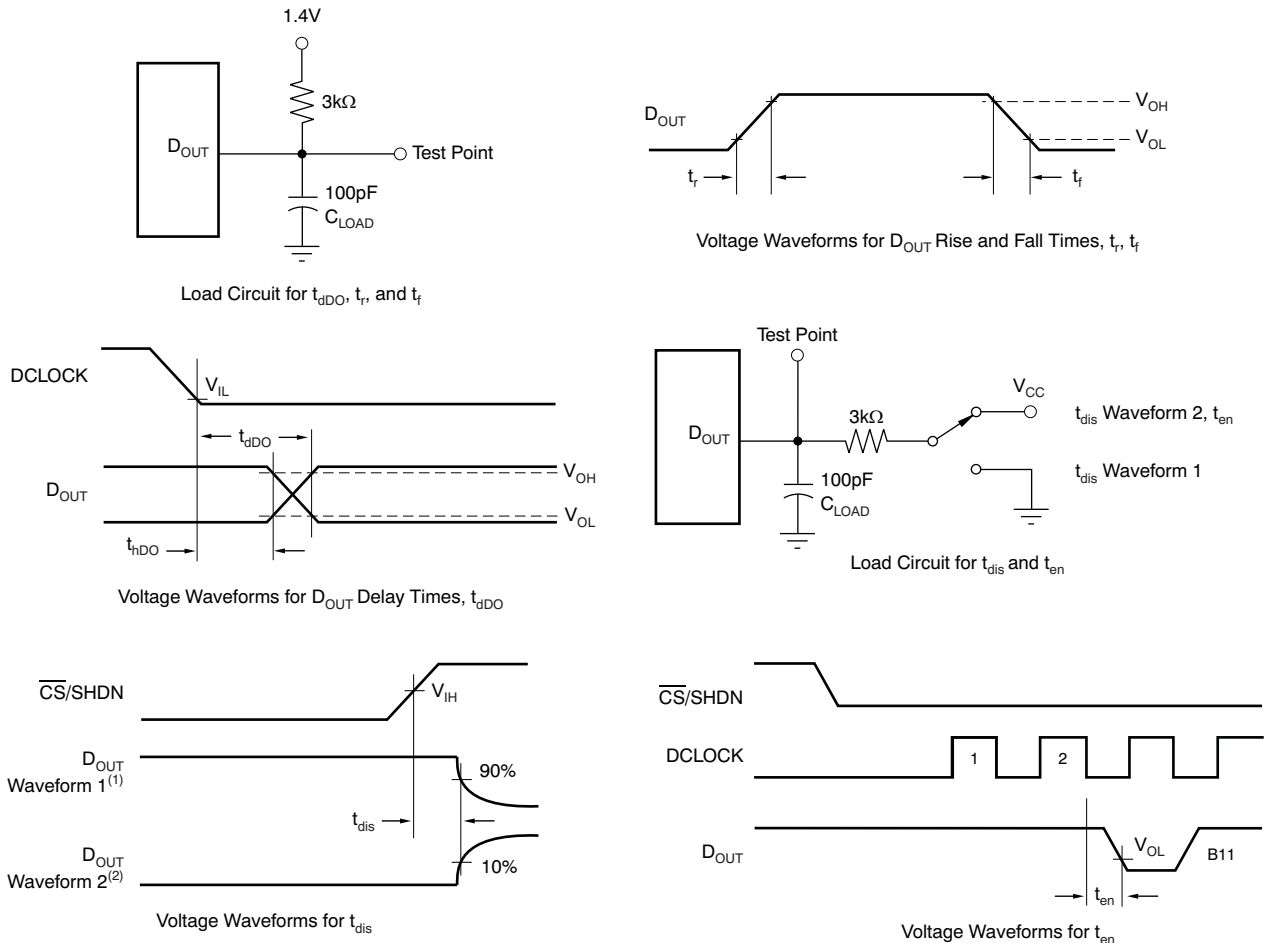 1.4V
3kΩ
D_OUT
Test Point
100pF
C_LOAD
Load Circuit for t_dDO, t_r, and t_f
D_OUT
V_OH
V_OL
t_r
t_f
Voltage Waveforms for D_OUT Rise and Fall Times, t_r, t_f
DCLOCK
V_IL
t_dDO
D_OUT
V_OH
V_OL
t_hDO
Voltage Waveforms for D_OUT Delay Times, t_dDO
Test Point
D_OUT
3kΩ
V_CC
t_dis Waveform 2, t_en
100pF
C_LOAD
t_dis Waveform 1
Load Circuit for t_dis and t_en
C̅S̅/SHDN
V_IH
D_OUT
Waveform 1(1)
90%
t_dis
D_OUT
Waveform 2(2)
10%
Voltage Waveforms for t_dis
C̅S̅/SHDN
DCLOCK
1
2
D_OUT
V_OL
B11
t_en
Voltage Waveforms for t_en